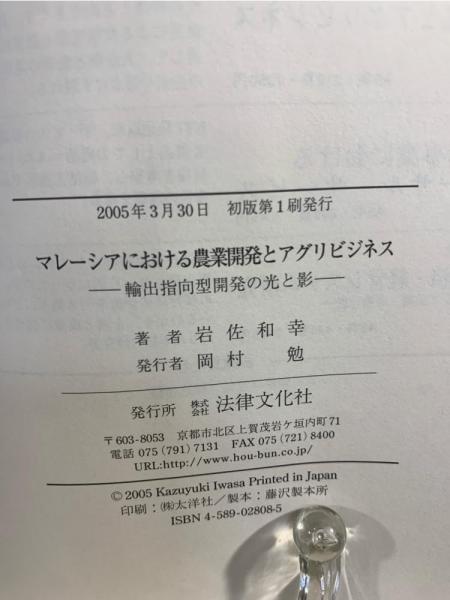 2005年3月30日 初版第1刷発行
マレーシアにおける農業開発とアグリビジネス
――輸出指向型開発の光と影――
著者 岩佐和幸
発行者 岡村 勉
発行所 株式会社 法律文化社
〒603-8053 京都市北区上賀茂岩ケ垣内町71
電話 075(791)7131 FAX 075(721)8400
URL:http://www.hou-bun.co.jp/
© 2005 Kazuyuki Iwasa Printed in Japan
印刷:㈱太洋社/製本:藤沢製本所
ISBN 4-589-02808-5